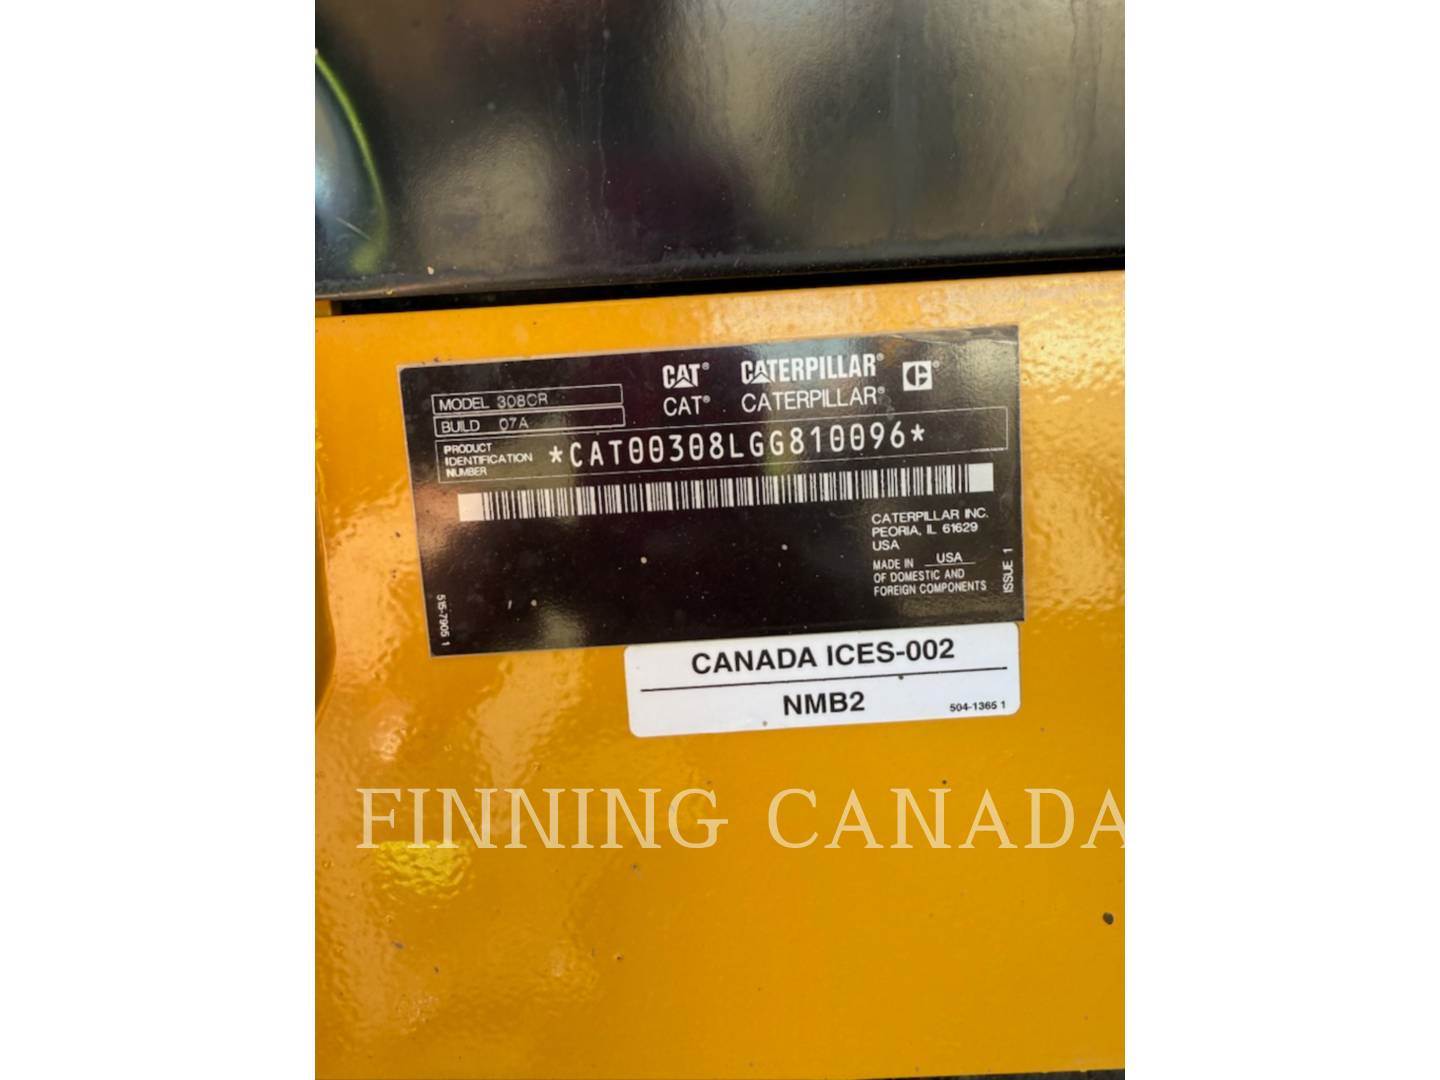 CAT® CATERPILLAR®
CAT® CATERPILLAR®
MODEL 308CR
BUILD 07A
PRODUCT IDENTIFICATION NUMBER
*CAT00308LGG810096*
CATERPILLAR INC.
PEORIA, IL 61629
USA
MADE IN USA
OF DOMESTIC AND
FOREIGN COMPONENTS
ISSUE 1
515-7905 1
CANADA ICES-002
NMB2
504-1365 1
FINNING CANADA